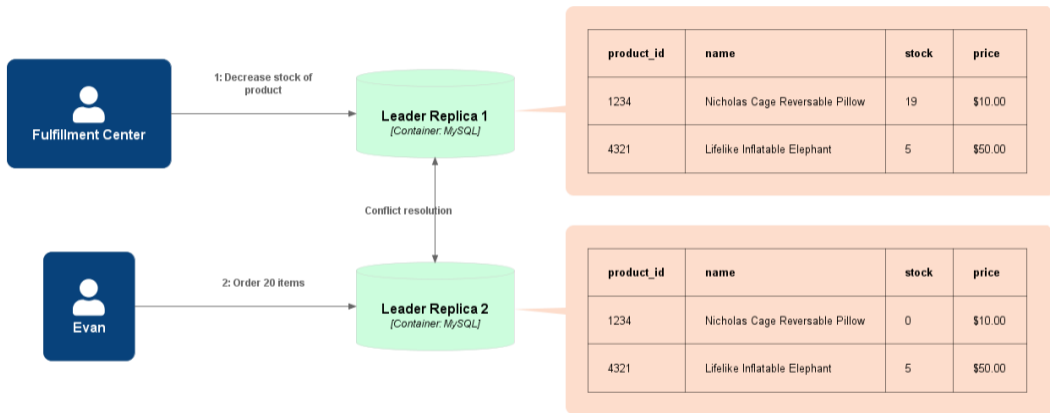 1: Decrease stock of
product
Fulfillment Center
Leader Replica 1
[Container: MySQL]
product_id name stock price
1234 Nicholas Cage Reversable Pillow 19 $10.00
4321 Lifelike Inflatable Elephant 5 $50.00
Conflict resolution
2: Order 20 items
Evan
Leader Replica 2
[Container: MySQL]
product_id name stock price
1234 Nicholas Cage Reversable Pillow 0 $10.00
4321 Lifelike Inflatable Elephant 5 $50.00